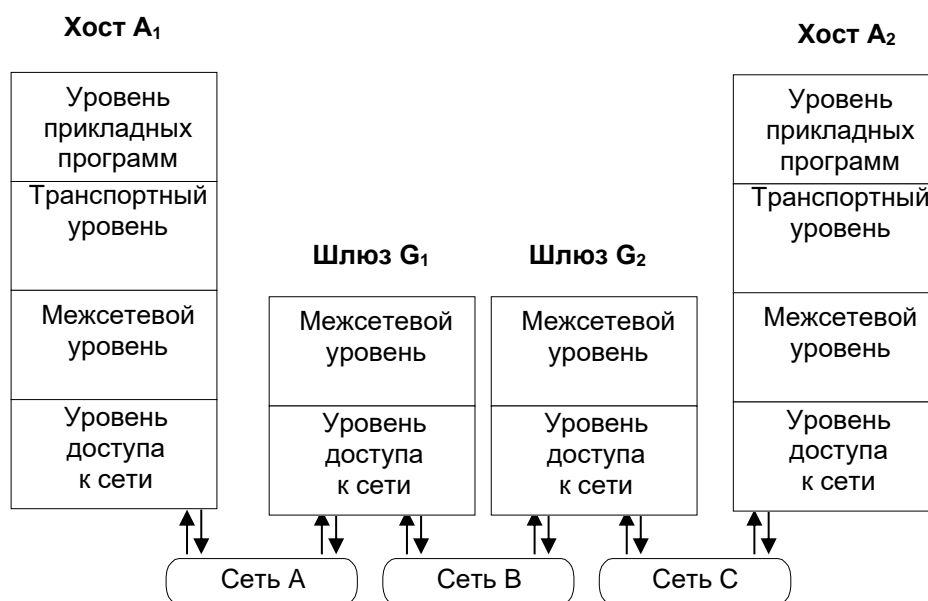 Хост A1
Хост A2
Уровень
прикладных
программ
Транспортный
уровень
Межсетевой
уровень
Уровень
доступа
к сети
Шлюз G1
Межсетевой
уровень
Уровень
доступа
к сети
Шлюз G2
Межсетевой
уровень
Уровень
доступа
к сети
Уровень
прикладных
программ
Транспортный
уровень
Межсетевой
уровень
Уровень
доступа
к сети
Сеть A
Сеть B
Сеть C